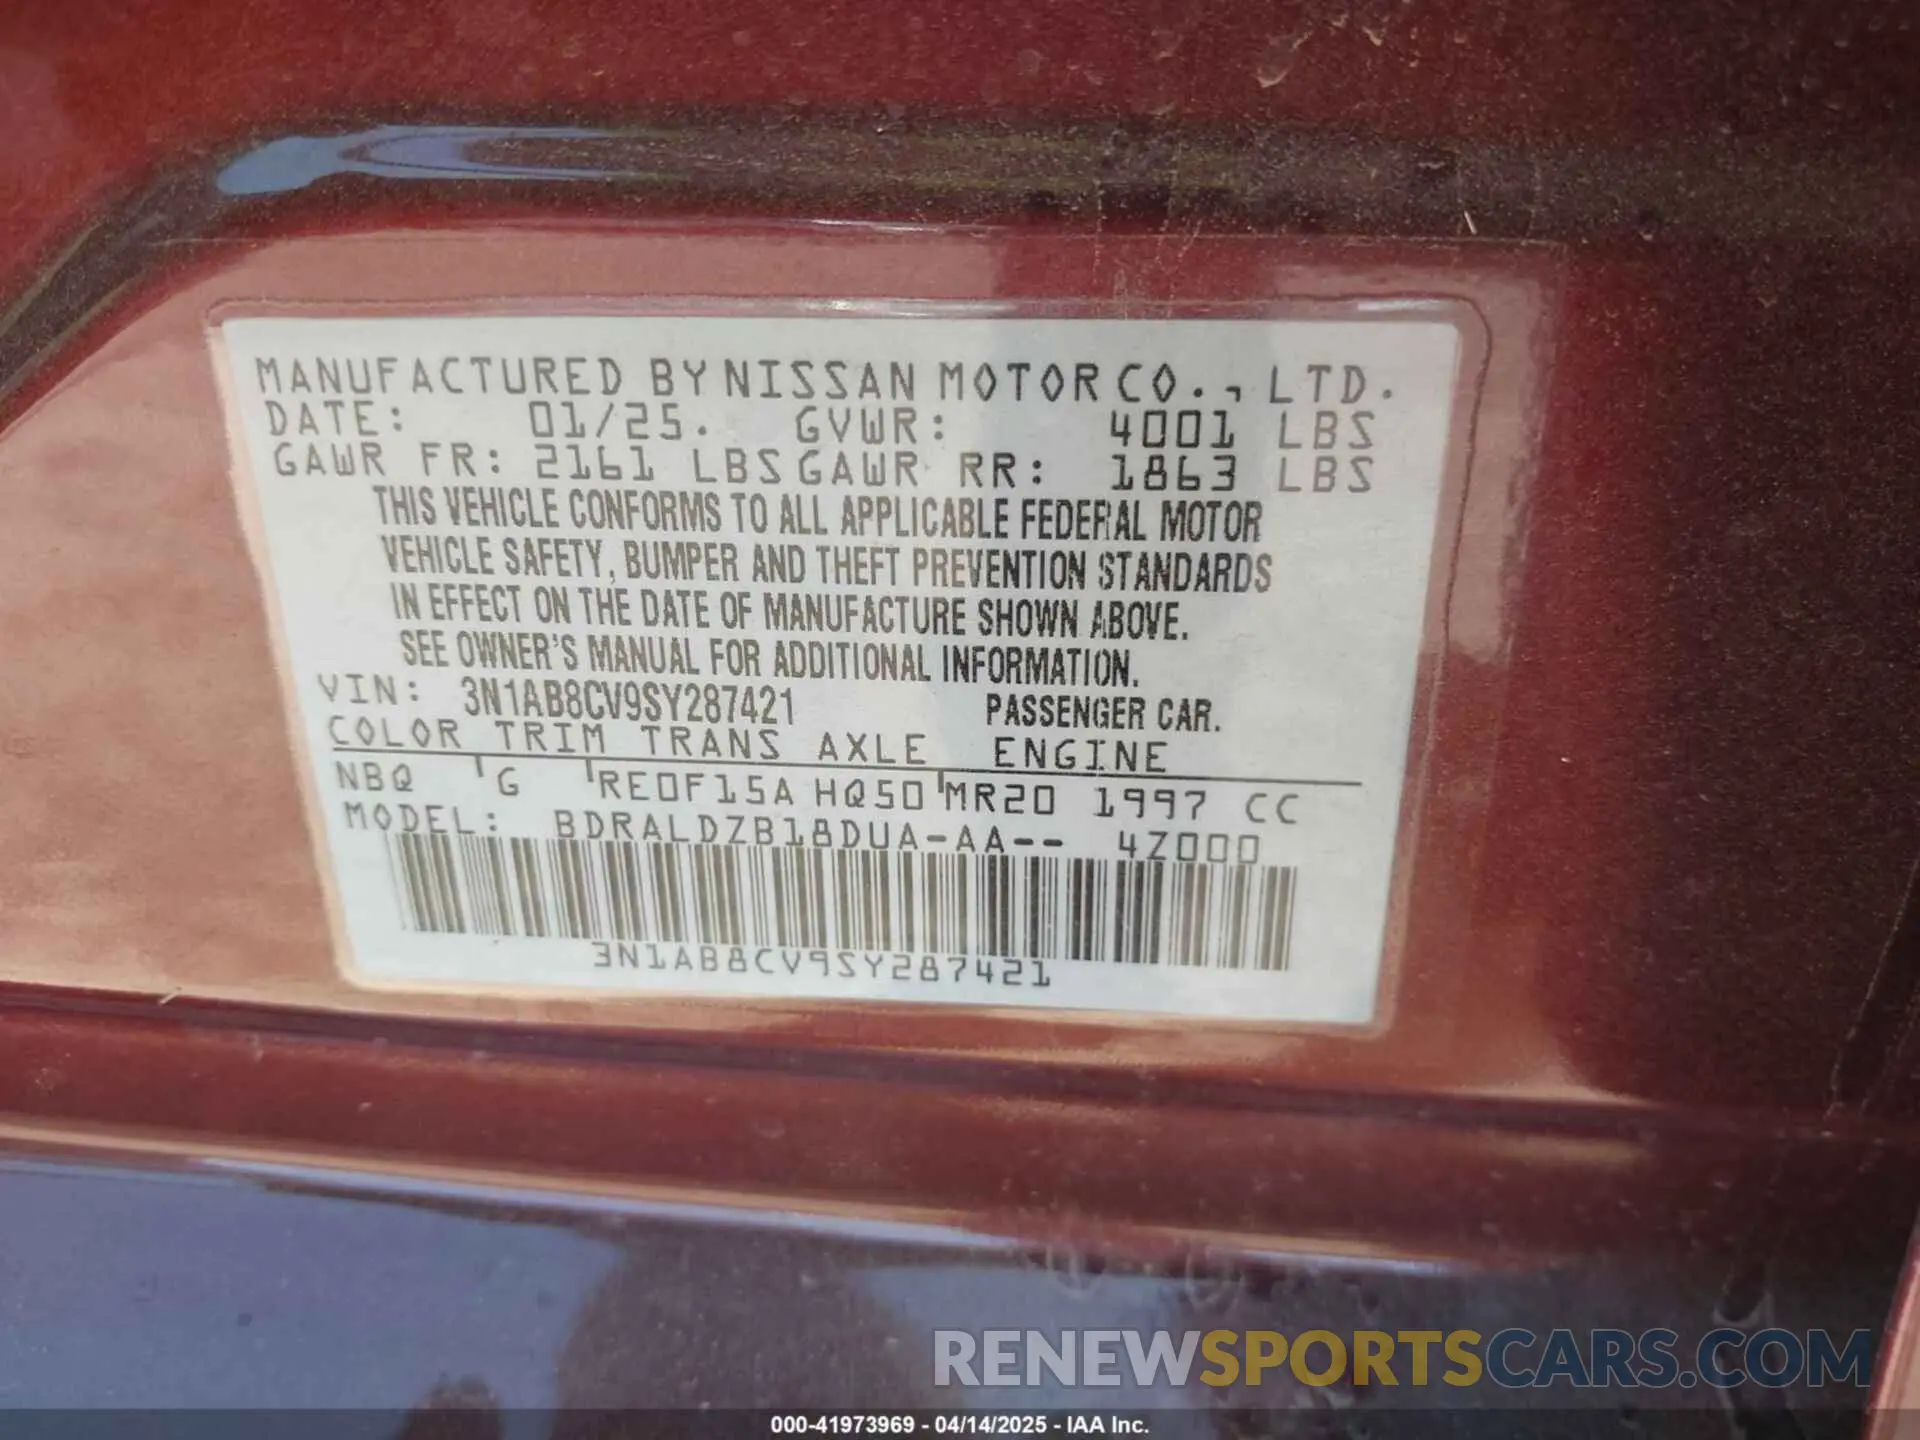 MANUFACTURED BY NISSAN MOTOR CO., LTD.
DATE: 01/25. GVWR: 4001 LBS
GAWR FR: 2161 LBS GAWR RR: 1863 LBS
THIS VEHICLE CONFORMS TO ALL APPLICABLE FEDERAL MOTOR
VEHICLE SAFETY, BUMPER AND THEFT PREVENTION STANDARDS
IN EFFECT ON THE DATE OF MANUFACTURE SHOWN ABOVE.
SEE OWNER'S MANUAL FOR ADDITIONAL INFORMATION.
VIN: 3N1AB8CV9SY287421 PASSENGER CAR.
COLOR TRIM TRANS AXLE ENGINE
NBQ G RE0F15A HQ50 MR20 1997 CC
MODEL: BDRALDZB18DUA-AA-- 4Z000
3N1AB8CV9SY287421
RENEWSPORTSCARS.COM
000-41973969 - 04/14/2025 - IAA Inc.